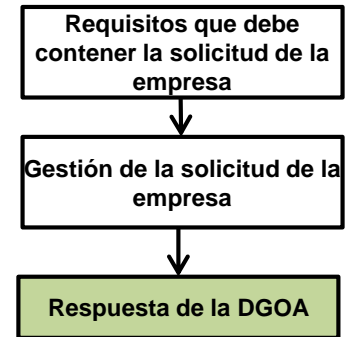 Requisitos que debe
contener la solicitud de la
empresa
Gestión de la solicitud de la
empresa
Respuesta de la DGOA